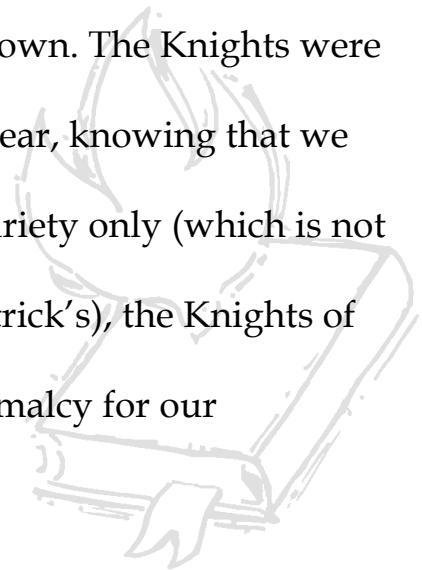 own. The Knights were
ear, knowing that we
riety only (which is not
trick’s), the Knights of
malcy for our